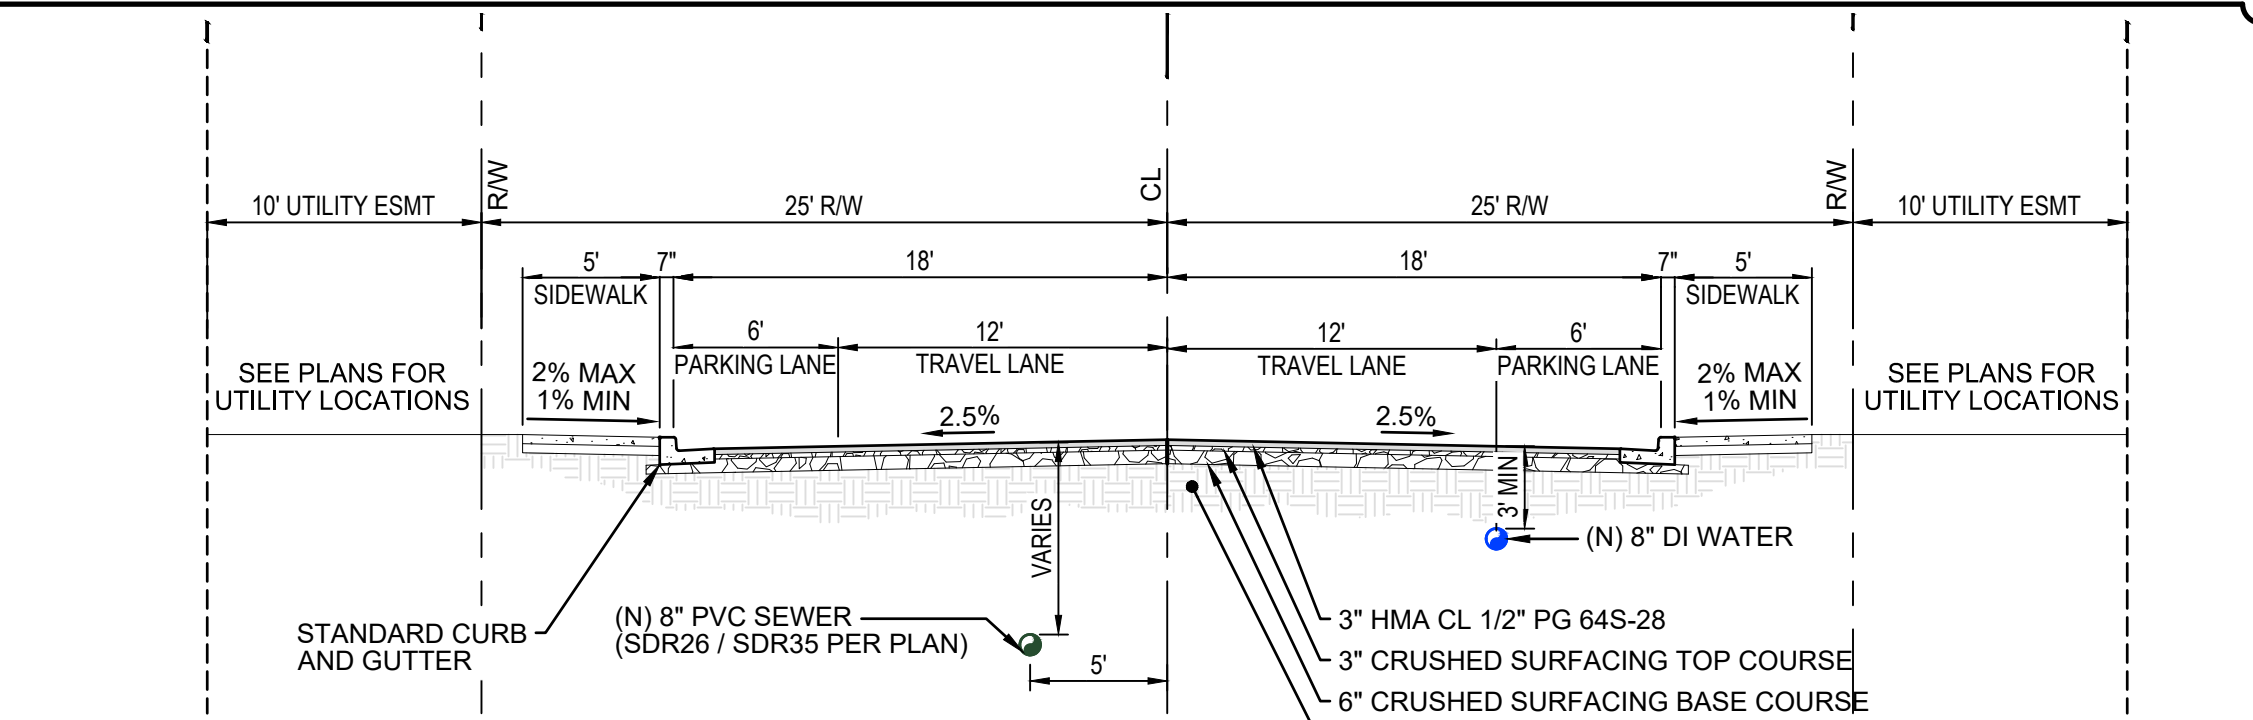 R/W
CL
R/W
10' UTILITY ESMT
25' R/W
25' R/W
10' UTILITY ESMT
5'
7"
18'
18'
7"
5'
SIDEWALK
SIDEWALK
6'
12'
12'
6'
PARKING LANE
TRAVEL LANE
TRAVEL LANE
PARKING LANE
SEE PLANS FOR
UTILITY LOCATIONS
2% MAX
1% MIN
2.5%
2.5%
2% MAX
1% MIN
SEE PLANS FOR
UTILITY LOCATIONS
VARIES
3' MIN
(N) 8" DI WATER
STANDARD CURB
AND GUTTER
(N) 8" PVC SEWER
(SDR26 / SDR35 PER PLAN)
5'
3" HMA CL 1/2" PG 64S-28
3" CRUSHED SURFACING TOP COURSE
6" CRUSHED SURFACING BASE COURSE